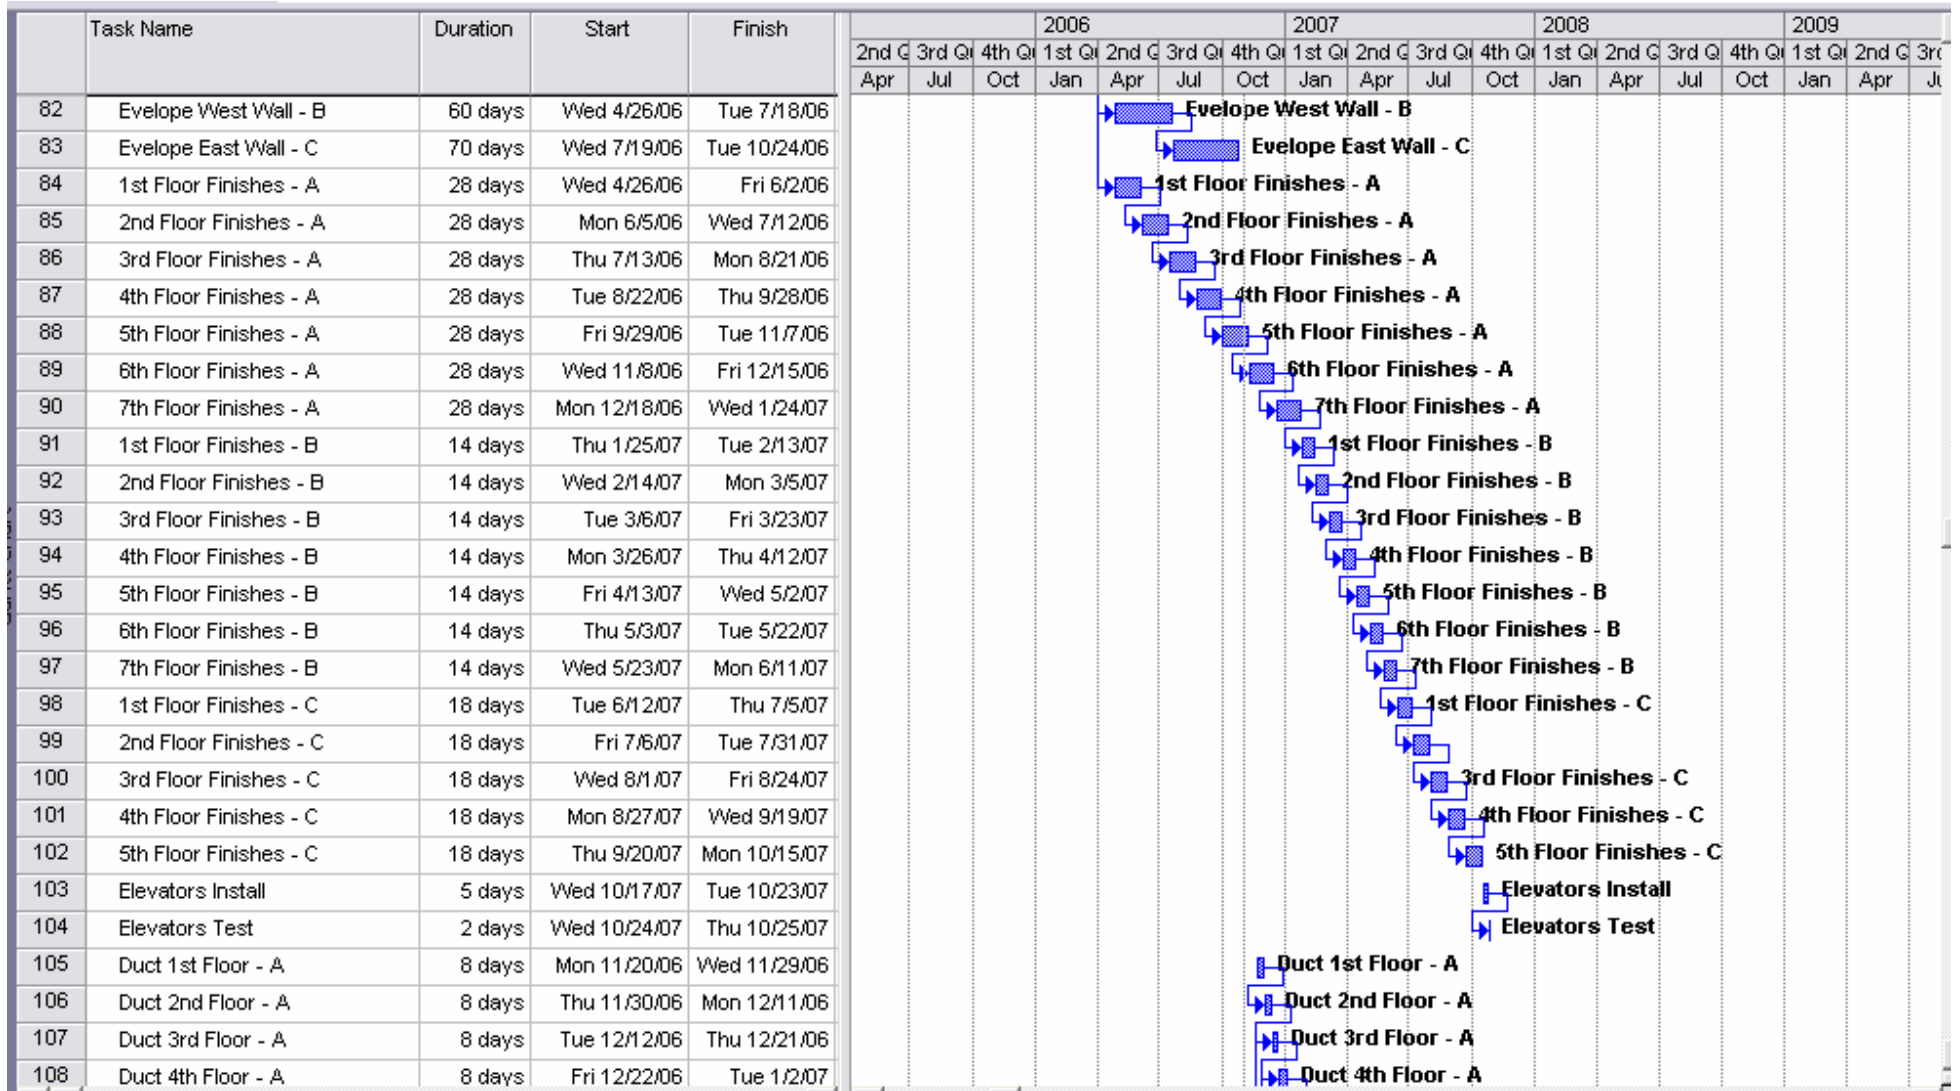 Task Name Duration Start Finish 2006 2007 2008 2009
2nd Q 3rd Qu 4th Qu 1st Qu 2nd Q 3rd Qu 4th Qu 1st Qu 2nd Q 3rd Qu 4th Qu 1st Qu 2nd Q 3rd Qu 4th Qu 1st Qu 2nd Q 3rd
Apr Jul Oct Jan Apr Jul Oct Jan Apr Jul Oct Jan Apr Jul Oct Jan Apr Ju
82 Evelope West Wall - B 60 days Wed 4/26/06 Tue 7/18/06 Evelope West Wall - B
83 Evelope East Wall - C 70 days Wed 7/19/06 Tue 10/24/06 Evelope East Wall - C
84 1st Floor Finishes - A 28 days Wed 4/26/06 Fri 6/2/06 1st Floor Finishes - A
85 2nd Floor Finishes - A 28 days Mon 6/5/06 Wed 7/12/06 2nd Floor Finishes - A
86 3rd Floor Finishes - A 28 days Thu 7/13/06 Mon 8/21/06 3rd Floor Finishes - A
87 4th Floor Finishes - A 28 days Tue 8/22/06 Thu 9/28/06 4th Floor Finishes - A
88 5th Floor Finishes - A 28 days Fri 9/29/06 Tue 11/7/06 5th Floor Finishes - A
89 6th Floor Finishes - A 28 days Wed 11/8/06 Fri 12/15/06 6th Floor Finishes - A
90 7th Floor Finishes - A 28 days Mon 12/18/06 Wed 1/24/07 7th Floor Finishes - A
91 1st Floor Finishes - B 14 days Thu 1/25/07 Tue 2/13/07 1st Floor Finishes - B
92 2nd Floor Finishes - B 14 days Wed 2/14/07 Mon 3/5/07 2nd Floor Finishes - B
93 3rd Floor Finishes - B 14 days Tue 3/6/07 Fri 3/23/07 3rd Floor Finishes - B
94 4th Floor Finishes - B 14 days Mon 3/26/07 Thu 4/12/07 4th Floor Finishes - B
95 5th Floor Finishes - B 14 days Fri 4/13/07 Wed 5/2/07 5th Floor Finishes - B
96 6th Floor Finishes - B 14 days Thu 5/3/07 Tue 5/22/07 6th Floor Finishes - B
97 7th Floor Finishes - B 14 days Wed 5/23/07 Mon 6/11/07 7th Floor Finishes - B
98 1st Floor Finishes - C 18 days Tue 6/12/07 Thu 7/5/07 1st Floor Finishes - C
99 2nd Floor Finishes - C 18 days Fri 7/6/07 Tue 7/31/07
100 3rd Floor Finishes - C 18 days Wed 8/1/07 Fri 8/24/07 3rd Floor Finishes - C
101 4th Floor Finishes - C 18 days Mon 8/27/07 Wed 9/19/07 4th Floor Finishes - C
102 5th Floor Finishes - C 18 days Thu 9/20/07 Mon 10/15/07 5th Floor Finishes - C
103 Elevators Install 5 days Wed 10/17/07 Tue 10/23/07 Elevators Install
104 Elevators Test 2 days Wed 10/24/07 Thu 10/25/07 Elevators Test
105 Duct 1st Floor - A 8 days Mon 11/20/06 Wed 11/29/06 Duct 1st Floor - A
106 Duct 2nd Floor - A 8 days Thu 11/30/06 Mon 12/11/06 Duct 2nd Floor - A
107 Duct 3rd Floor - A 8 days Tue 12/12/06 Thu 12/21/06 Duct 3rd Floor - A
108 Duct 4th Floor - A 8 days Fri 12/22/06 Tue 1/2/07 Duct 4th Floor - A